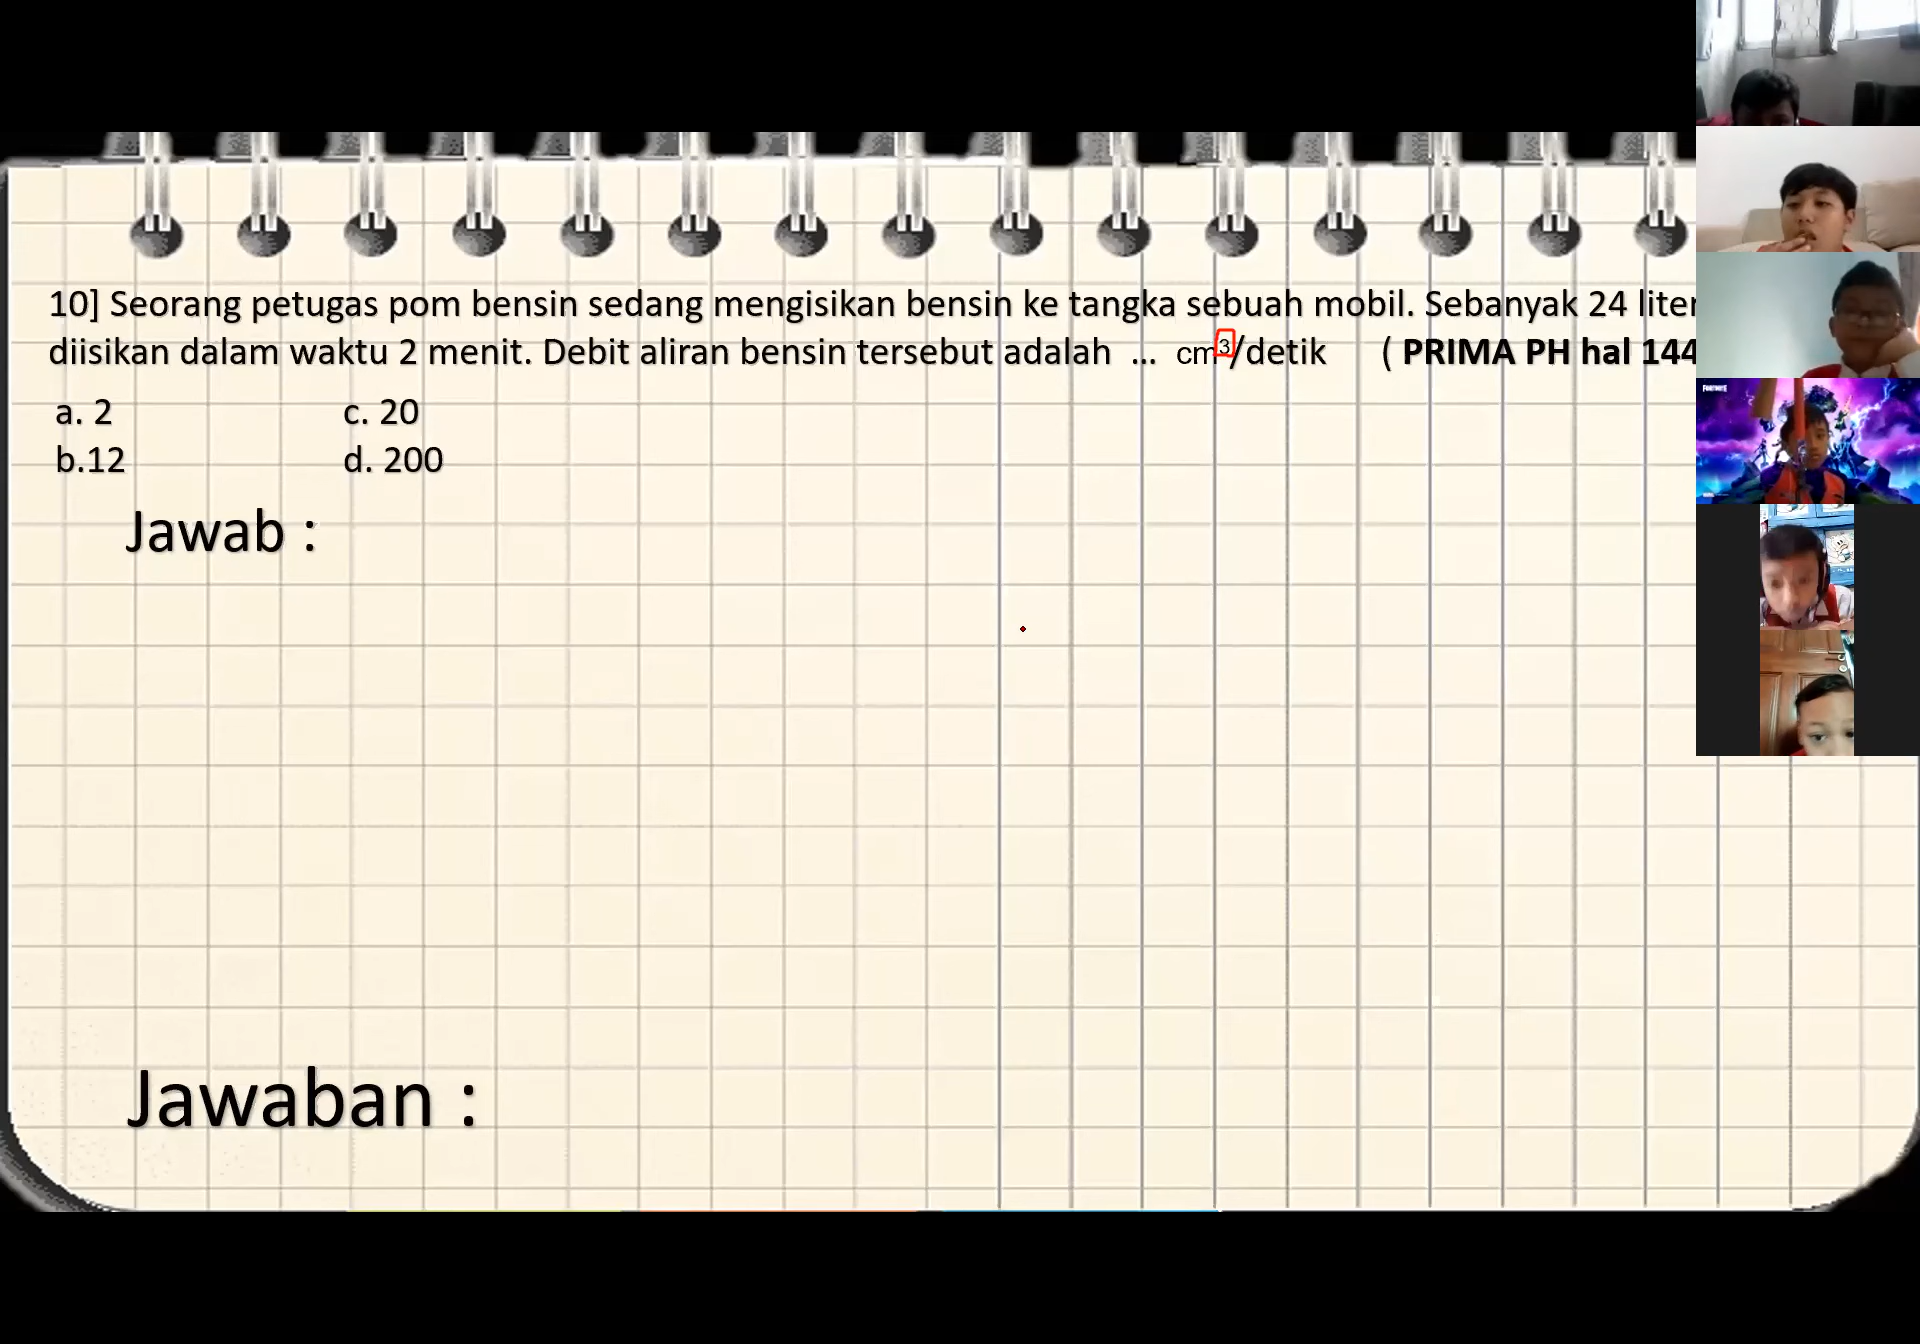 10] Seorang petugas pom bensin sedang mengisikan bensin ke tangka sebuah mobil. Sebanyak 24 liter
diisikan dalam waktu 2 menit. Debit aliran bensin tersebut adalah ... cm³/detik ( PRIMA PH hal 144
a. 2 c. 20
b.12 d. 200
Jawab :
Jawaban :
FORTNITE